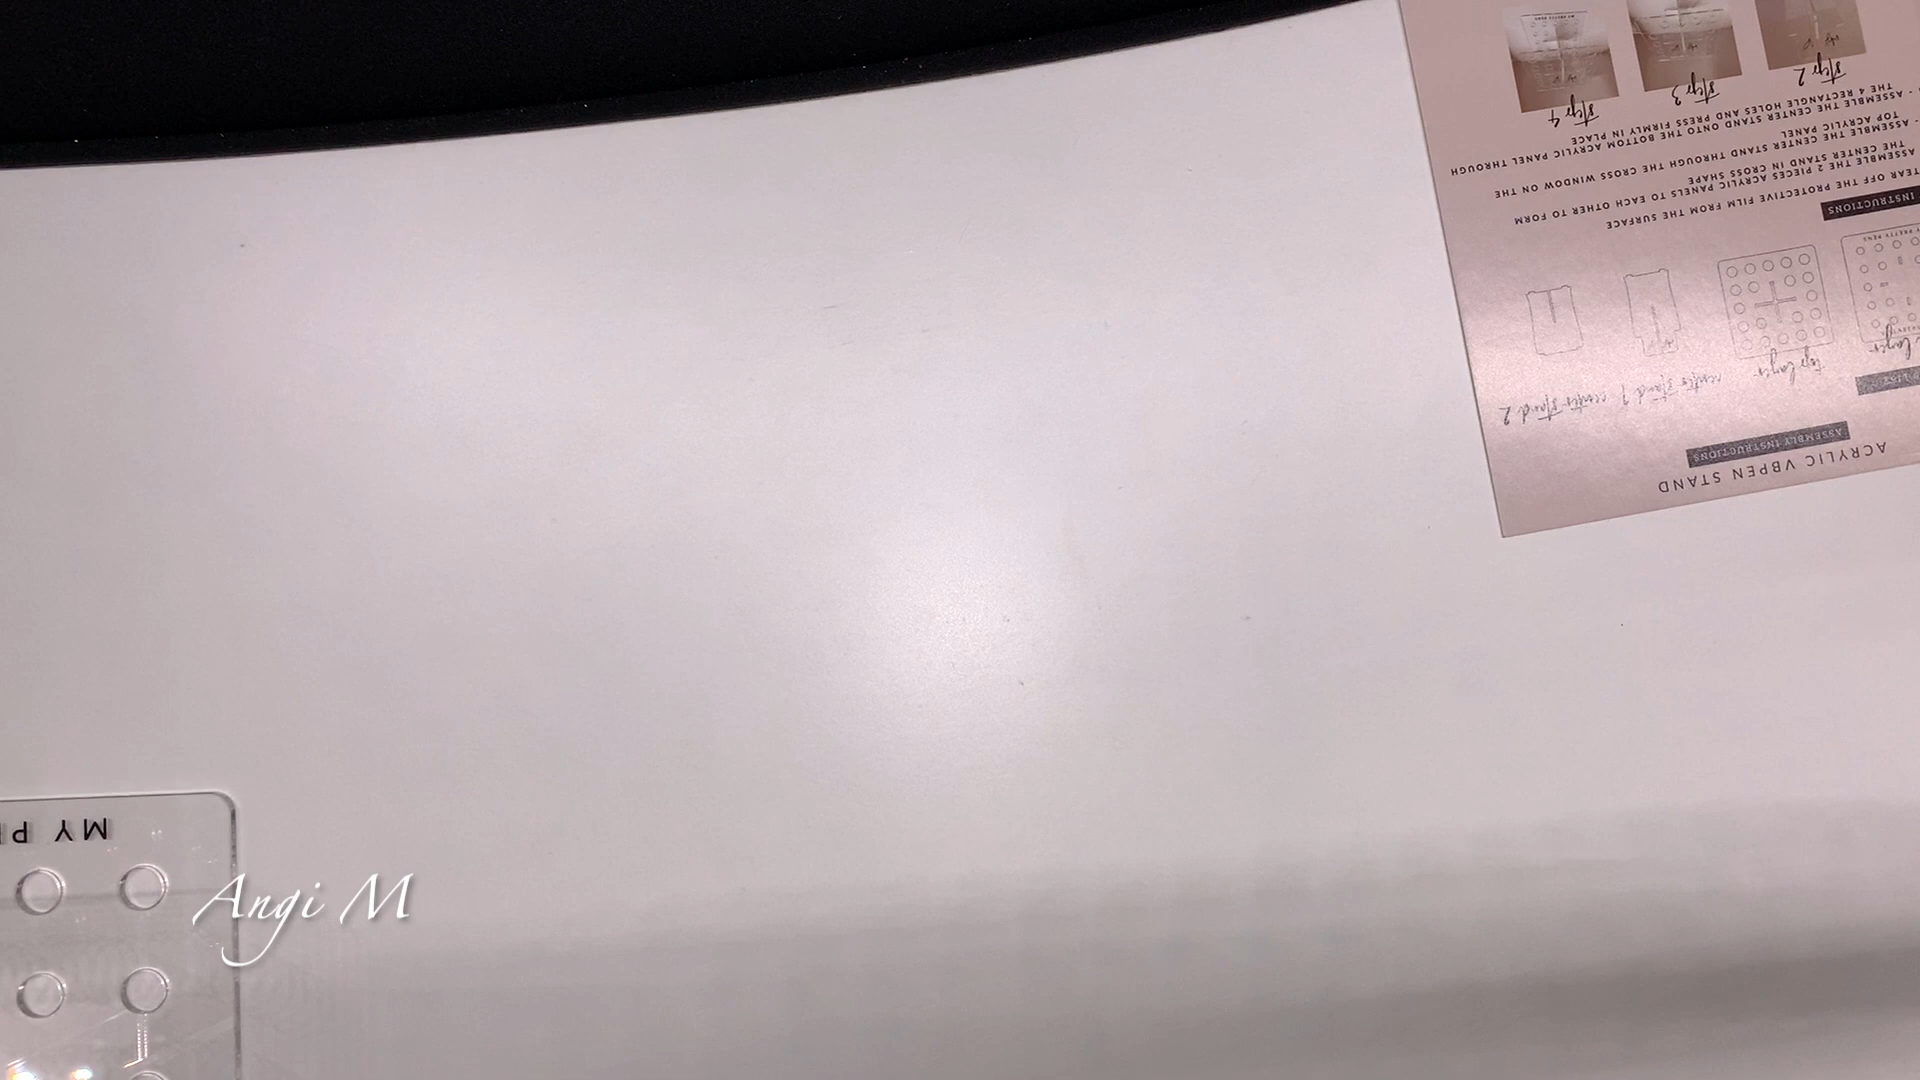 ACRYLIC VBPEN STAND
ASSEMBLY INSTRUCTIONS
top layer
center stand 1
center stand 2
PRETTY PENS
INSTRUCTIONS
TEAR OFF THE PROTECTIVE FILM FROM THE SURFACE
ASSEMBLE THE 2 PIECES ACRYLIC PANELS TO EACH OTHER TO FORM
THE CENTER STAND IN CROSS SHAPE
- ASSEMBLE THE CENTER STAND THROUGH THE CROSS WINDOW ON THE
TOP ACRYLIC PANEL
- ASSEMBLE THE CENTER STAND ONTO THE BOTTOM ACRYLIC PANEL THROUGH
THE 4 RECTANGLE HOLES AND PRESS FIRMLY IN PLACE
step 2
step 3
step 4
MY P
Angi M